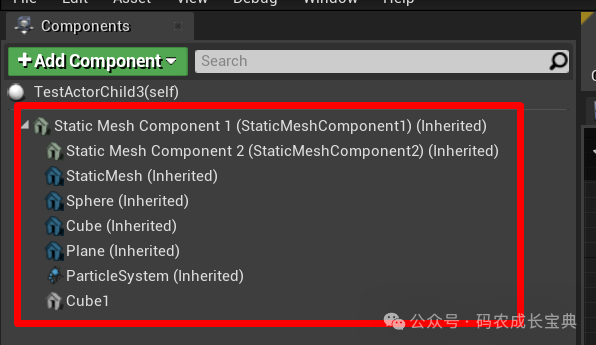 File Edit Asset View Debug Window Help
Components
+Add Component
Search
TestActorChild3(self)
Static Mesh Component 1 (StaticMeshComponent1) (Inherited)
Static Mesh Component 2 (StaticMeshComponent2) (Inherited)
StaticMesh (Inherited)
Sphere (Inherited)
Cube (Inherited)
Plane (Inherited)
ParticleSystem (Inherited)
Cube1
公众号 · 码农成长宝典